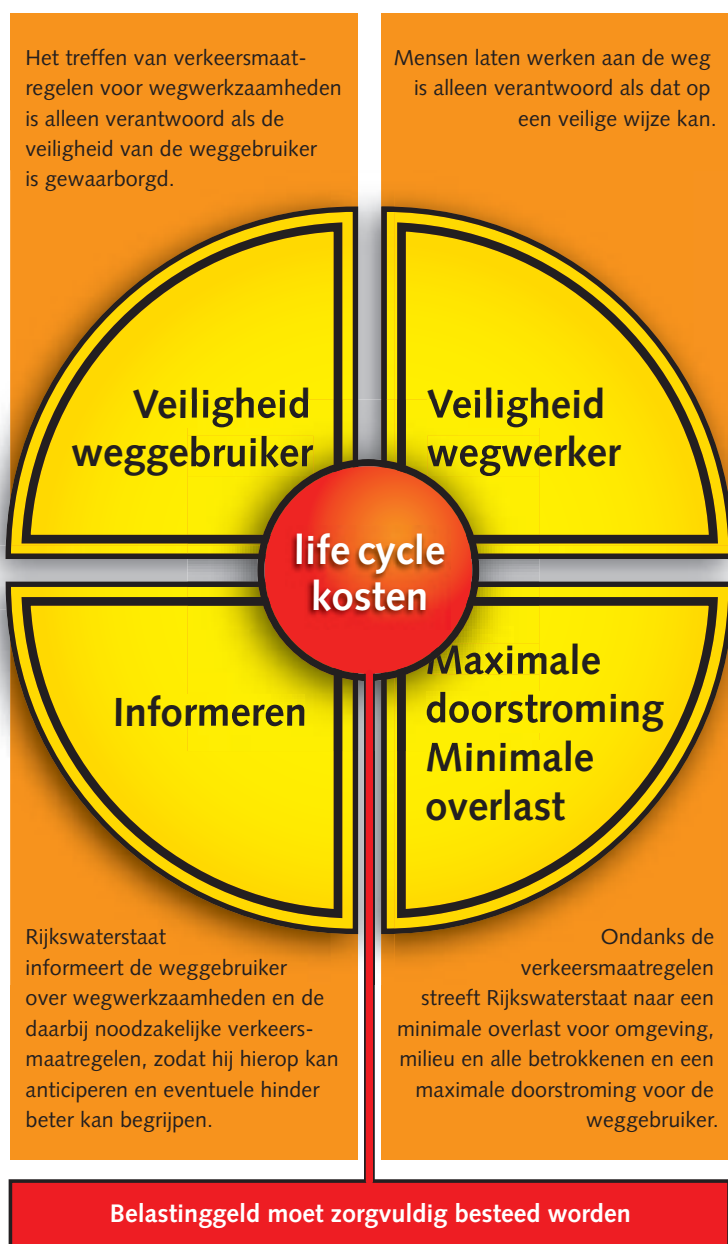 Het treffen van verkeersmaat-
regelen voor wegwerkzaamheden
is alleen verantwoord als de
veiligheid van de weggebruiker
is gewaarborgd.
Mensen laten werken aan de weg
is alleen verantwoord als dat op
een veilige wijze kan.
Veiligheid
weggebruiker
Veiligheid
wegwerker
life cycle
kosten
Informeren
Maximale
doorstroming
Minimale
overlast
Rijkswaterstaat
informeert de weggebruiker
over wegwerkzaamheden en de
daarbij noodzakelijke verkeers-
maatregelen, zodat hij hierop kan
anticiperen en eventuele hinder
beter kan begrijpen.
Ondanks de
verkeersmaatregelen
streeft Rijkswaterstaat naar een
minimale overlast voor omgeving,
milieu en alle betrokkenen en een
maximale doorstroming voor de
weggebruiker.
Belastinggeld moet zorgvuldig besteed worden